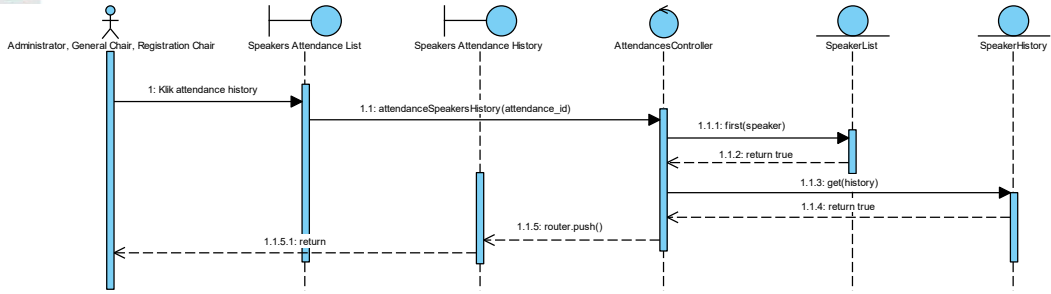 Administrator, General Chair, Registration Chair
Speakers Attendance List
Speakers Attendance History
AttendancesController
SpeakerList
SpeakerHistory
1: Klik attendance history
1.1: attendanceSpeakersHistory(attendance_id)
1.1.1: first(speaker)
1.1.2: return true
1.1.3: get(history)
1.1.4: return true
1.1.5: router.push()
1.1.5.1: return